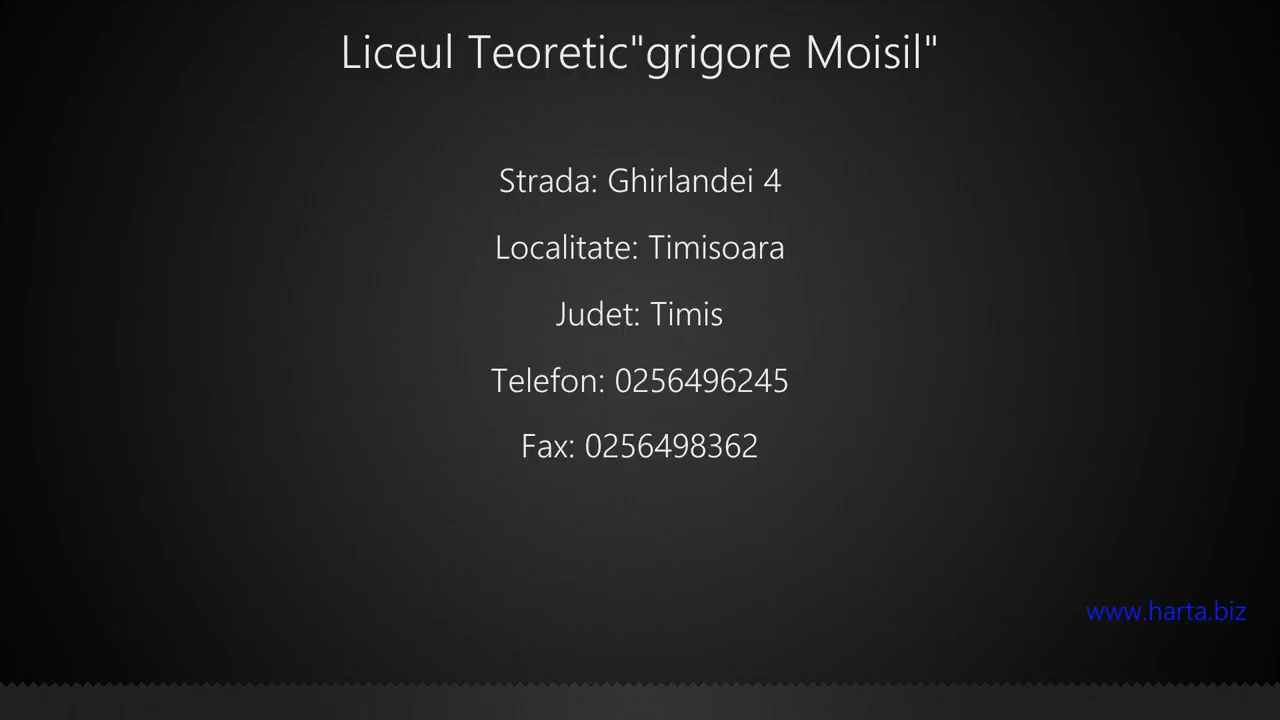 Liceul Teoretic"grigore Moisil"
Strada: Ghirlandei 4
Localitate: Timisoara
Judet: Timis
Telefon: 0256496245
Fax: 0256498362
www.harta.biz